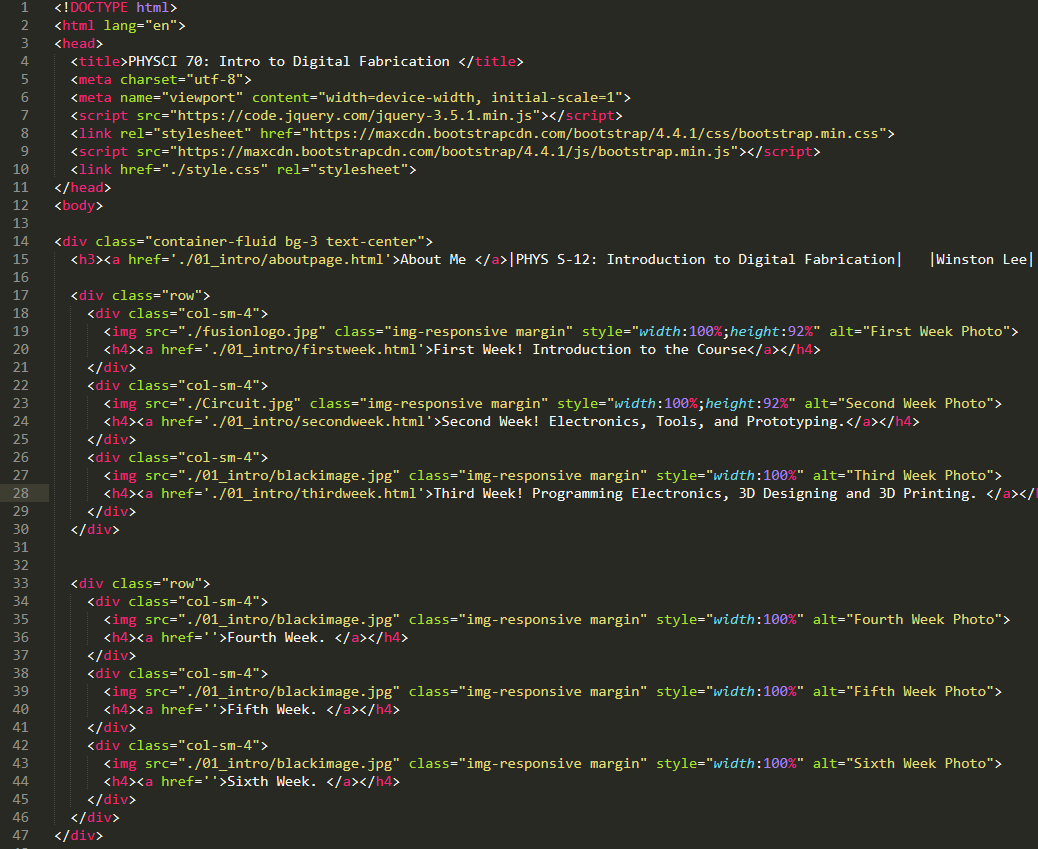 1 <!DOCTYPE html>
2 <html lang="en">
3 <head>
4 <title>PHYSCI 70: Intro to Digital Fabrication </title>
5 <meta charset="utf-8">
6 <meta name="viewport" content="width=device-width, initial-scale=1">
7 <script src="https://code.jquery.com/jquery-3.5.1.min.js"></script>
8 <link rel="stylesheet" href="https://maxcdn.bootstrapcdn.com/bootstrap/4.4.1/css/bootstrap.min.css">
9 <script src="https://maxcdn.bootstrapcdn.com/bootstrap/4.4.1/js/bootstrap.min.js"></script>
10 <link href="./style.css" rel="stylesheet">
11 </head>
12 <body>
13
14 <div class="container-fluid bg-3 text-center">
15 <h3><a href='./01_intro/aboutpage.html'>About Me </a>|PHYS S-12: Introduction to Digital Fabrication|   |Winston Lee|
16
17 <div class="row">
18 <div class="col-sm-4">
19 <img src="./fusionlogo.jpg" class="img-responsive margin" style="width:100%;height:92%" alt="First Week Photo">
20 <h4><a href='./01_intro/firstweek.html'>First Week! Introduction to the Course</a></h4>
21 </div>
22 <div class="col-sm-4">
23 <img src="./Circuit.jpg" class="img-responsive margin" style="width:100%;height:92%" alt="Second Week Photo">
24 <h4><a href='./01_intro/secondweek.html'>Second Week! Electronics, Tools, and Prototyping.</a></h4>
25 </div>
26 <div class="col-sm-4">
27 <img src="./01_intro/blackimage.jpg" class="img-responsive margin" style="width:100%" alt="Third Week Photo">
28 <h4><a href='./01_intro/thirdweek.html'>Third Week! Programming Electronics, 3D Designing and 3D Printing. </a></
29 </div>
30 </div>
31
32
33 <div class="row">
34 <div class="col-sm-4">
35 <img src="./01_intro/blackimage.jpg" class="img-responsive margin" style="width:100%" alt="Fourth Week Photo">
36 <h4><a href=''>Fourth Week. </a></h4>
37 </div>
38 <div class="col-sm-4">
39 <img src="./01_intro/blackimage.jpg" class="img-responsive margin" style="width:100%" alt="Fifth Week Photo">
40 <h4><a href=''>Fifth Week. </a></h4>
41 </div>
42 <div class="col-sm-4">
43 <img src="./01_intro/blackimage.jpg" class="img-responsive margin" style="width:100%" alt="Sixth Week Photo">
44 <h4><a href=''>Sixth Week. </a></h4>
45 </div>
46 </div>
47 </div>